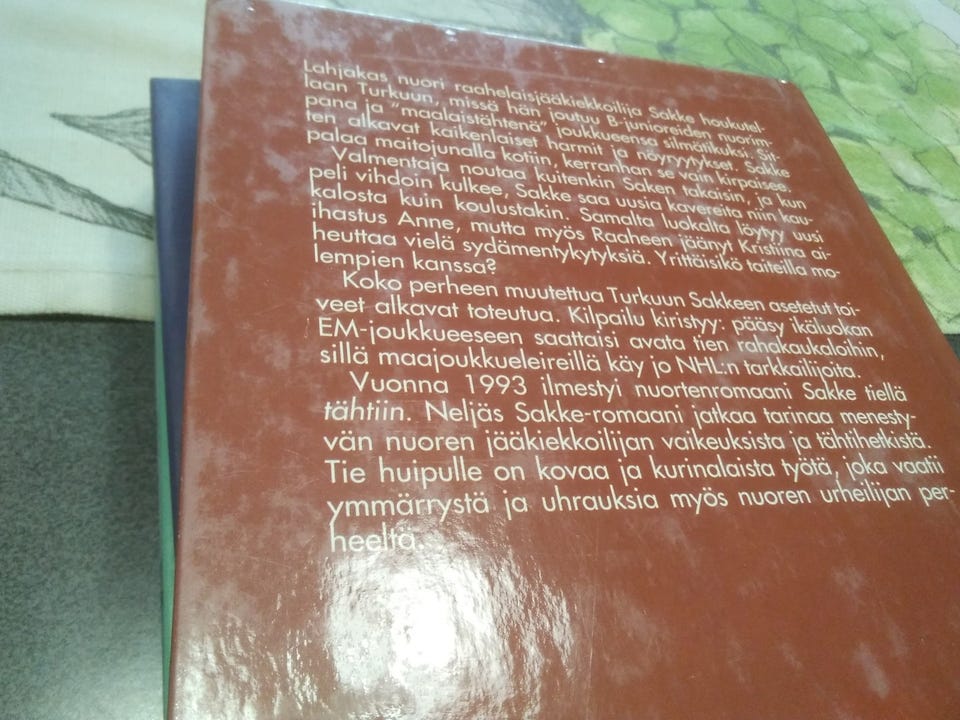 Lahjakas nuori raahelaisjääkiekkoilija Sakke houkutel-
laan Turkuun, missä hän joutuu B-junioreiden nuorim-
pana ja "maalaistähtenä" joukkueensa silmätikuksi. Sit-
ten alkavat kaikenlaiset harmit ja nöyryytykset. Sakke
palaa maitojunalla kotiin, kerranhan se vain kirpaisee.
Valmentaja noutaa kuitenkin Saken takaisin, ja kun
peli vihdoin kulkee, Sakke saa uusia kavereita niin kau-
kalosta kuin koulustakin. Samalta luokalta löytyy uusi
ihastus Anne, mutta myös Raaheen jäänyt Kristiina ai-
heuttaa vielä sydämentykytyksiä. Yrittäisikö taiteilla mo-
lempien kanssa?
Koko perheen muutettua Turkuun Sakkeen asetetut toi-
veet alkavat toteutua. Kilpailu kiristyy: pääsy ikäluokan
EM-joukkueeseen saattaisi avata tien rahakaukaloihin,
sillä maajoukkueleireillä käy jo NHL:n tarkkailijoita.
Vuonna 1993 ilmestyi nuortenromaani Sakke tiellä
tähtiin. Neljäs Sakke-romaani jatkaa tarinaa menesty-
vän nuoren jääkiekkoilijan vaikeuksista ja tähtihetkistä.
Tie huipulle on kovaa ja kurinalaista työtä, joka vaatii
ymmärrystä ja uhrauksia myös nuoren urheilijan per-
heeltä.